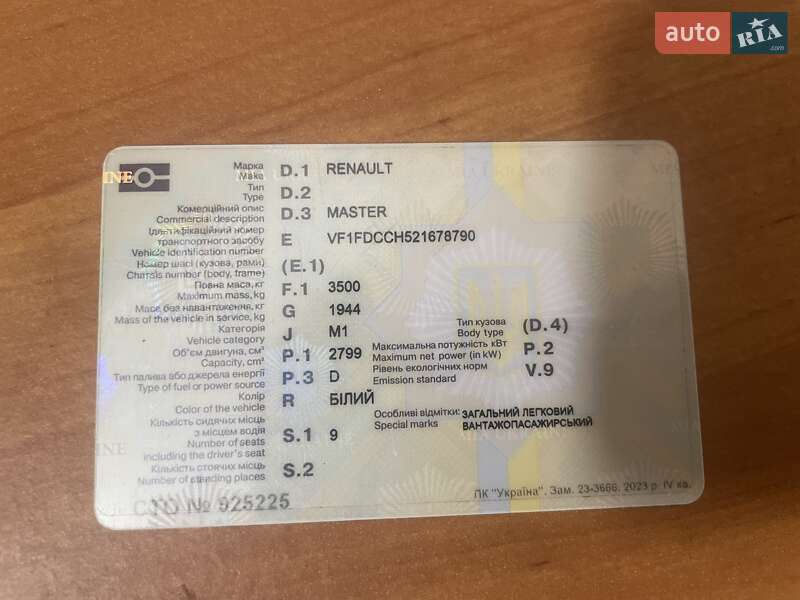 auto RIA.com
INE
MIA UKRAINE
Марка D.1 RENAULT
Make
Тип D.2
Type
Комерційний опис D.3 MASTER
Commercial description
Ідентифікаційний номер
транспортного засобу E VF1FDCCH521678790
Vehicle identification number
Номер шасі (кузова, рами) (E.1)
Chassis number (body, frame)
Повна маса, кг F.1 3500
Maximum mass, kg
Маса без навантаження, кг G 1944
Mass of the vehicle in service, kg
Категорія J M1
Vehicle category
Тип кузова (D.4)
Body type
Об'єм двигуна, см³ P.1 2799
Capacity, cm³
Максимальна потужність кВт P.2
Maximum net power (in kW)
Тип палива або джерела енергії P.3 D
Type of fuel or power source
Рівень екологічних норм V.9
Emission standard
Колір R БІЛИЙ
Color of the vehicle
Особливі відмітки: ЗАГАЛЬНИЙ ЛЕГКОВИЙ
Special marks ВАНТАЖОПАСАЖИРСЬКИЙ
Кількість сидячих місць
з місцем водія S.1 9
Number of seats
including the driver's seat
Кількість стоячих місць S.2
Number of standing places
СТО № 925225
ПК "Україна". Зам. 23-3666. 2023 р. IV кв.